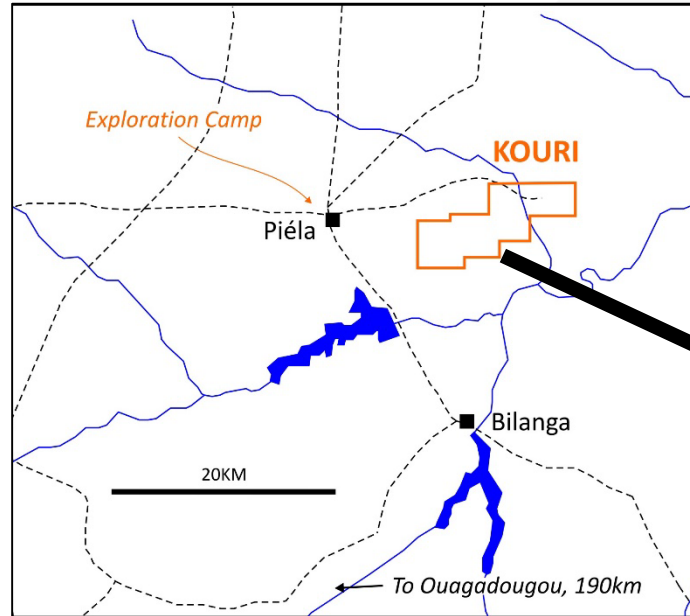 Exploration Camp
KOURI
Piéla
Bilanga
20KM
To Ouagadougou, 190km